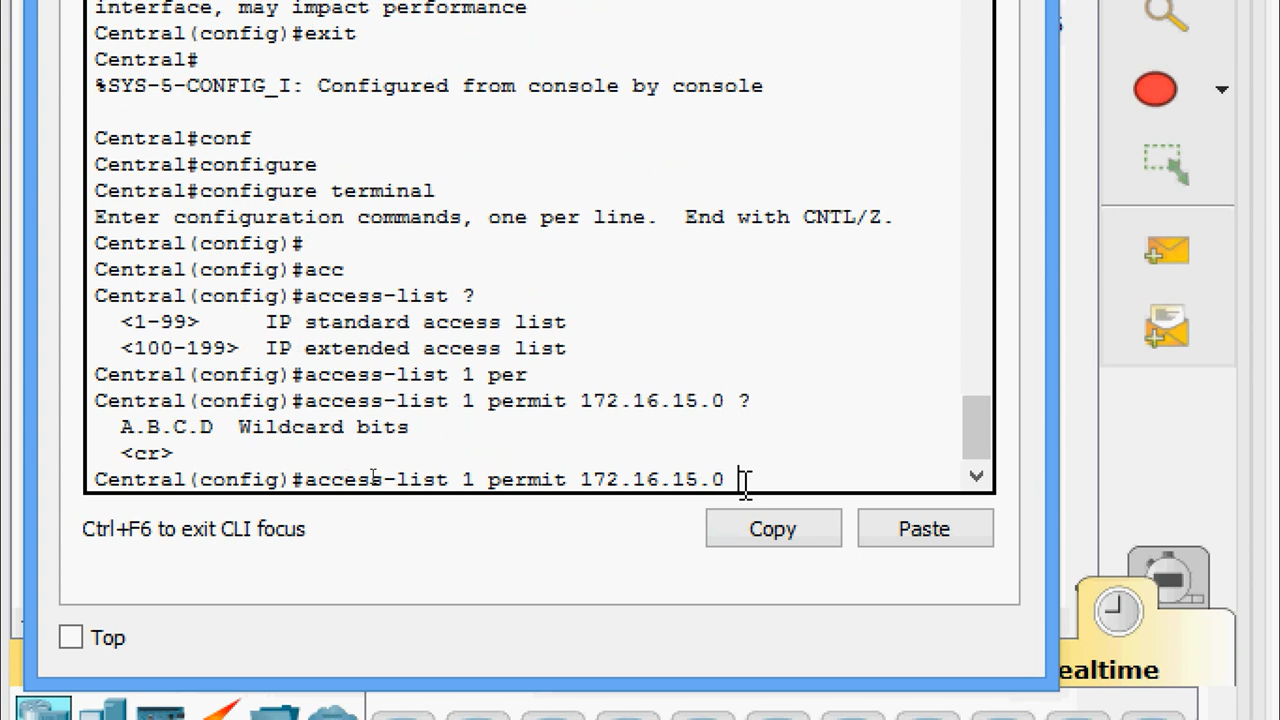 interface, may impact performance
Central(config)#exit
Central#
%SYS-5-CONFIG_I: Configured from console by console
Central#conf
Central#configure
Central#configure terminal
Enter configuration commands, one per line.  End with CNTL/Z.
Central(config)#
Central(config)#acc
Central(config)#access-list ?
  <1-99>     IP standard access list
  <100-199>  IP extended access list
Central(config)#access-list 1 per
Central(config)#access-list 1 permit 172.16.15.0 ?
  A.B.C.D  Wildcard bits
  <cr>
Central(config)#access-list 1 permit 172.16.15.0
Ctrl+F6 to exit CLI focus
Copy
Paste
Top
ealtime